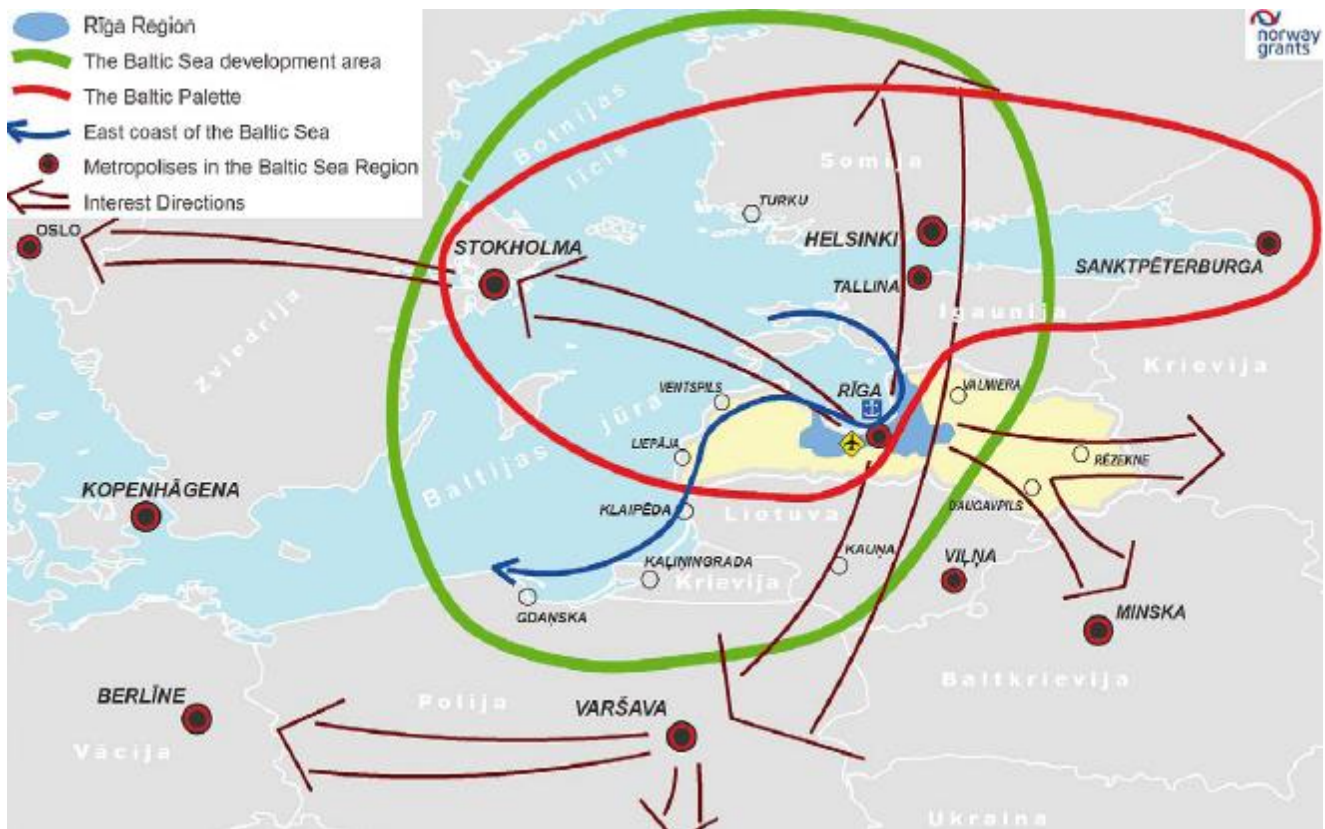 Rīga Region
The Baltic Sea development area
The Baltic Palette
East coast of the Baltic Sea
Metropolises in the Baltic Sea Region
Interest Directions
norway
grants
Botnijas
līcis
Somija
TURKU
OSLO
STOKHOLMA
HELSINKI
SANKTPĒTERBURGA
TALLINA
Zviedrija
Igaunija
Krievija
VENTSPILS
RĪGA
VALMIERA
Baltijas jūra
LIEPĀJA
RĒZEKNE
KOPENHĀGENA
KLAIPĒDA
Lietuva
DAUGAVPILS
KAĻIŅINGRADA
Krievija
KAUŅA
VIĻŅA
GDAŅSKA
MINSKA
BERLĪNE
Polija
VARŠAVA
Baltkrievija
Vācija
Ukraina